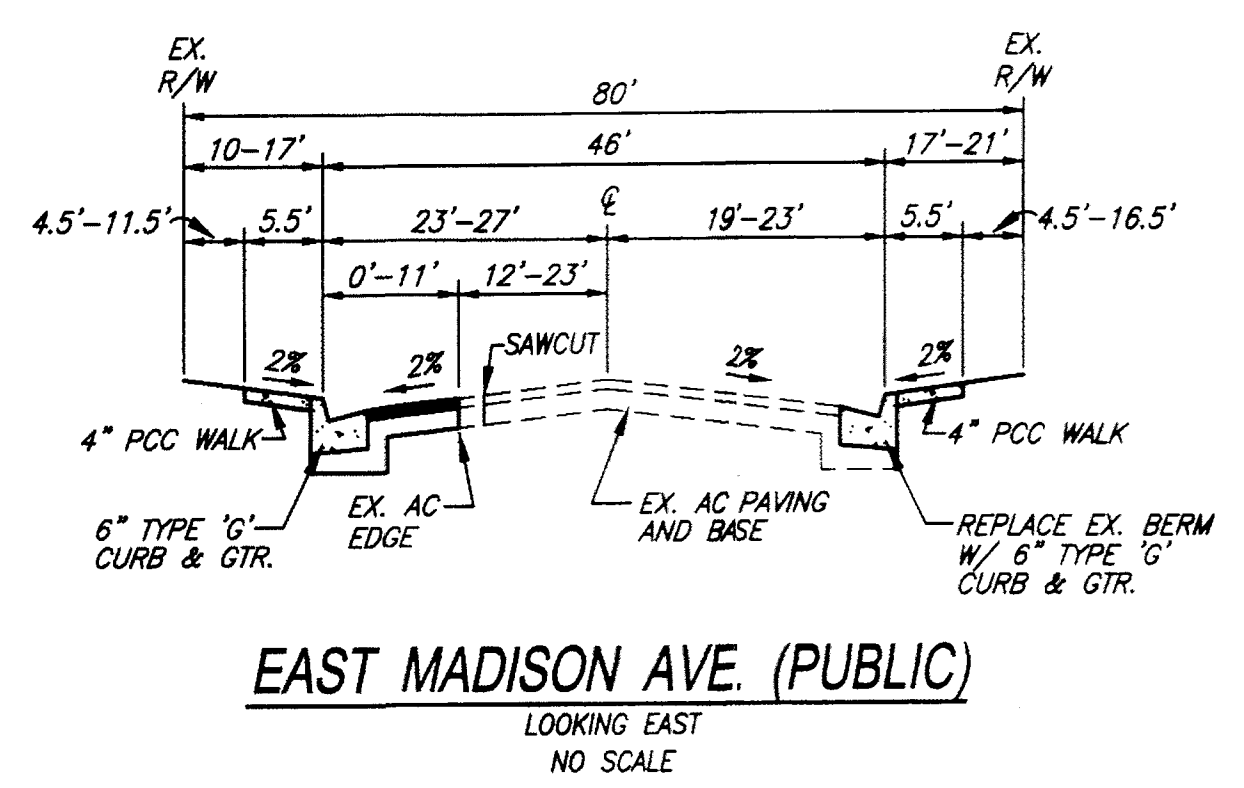 EX.
R/W
EX.
R/W
80'
10-17'
46'
17'-21'
4.5'-11.5'
5.5'
23'-27'
℄
19'-23'
5.5'
4.5'-16.5'
0'-11'
12'-23'
SAWCUT
2%
2%
2%
2%
4" PCC WALK
4" PCC WALK
6" TYPE 'G'
CURB & GTR.
EX. AC
EDGE
EX. AC PAVING
AND BASE
REPLACE EX. BERM
W/ 6" TYPE 'G'
CURB & GTR.
EAST MADISON AVE. (PUBLIC)
LOOKING EAST
NO SCALE